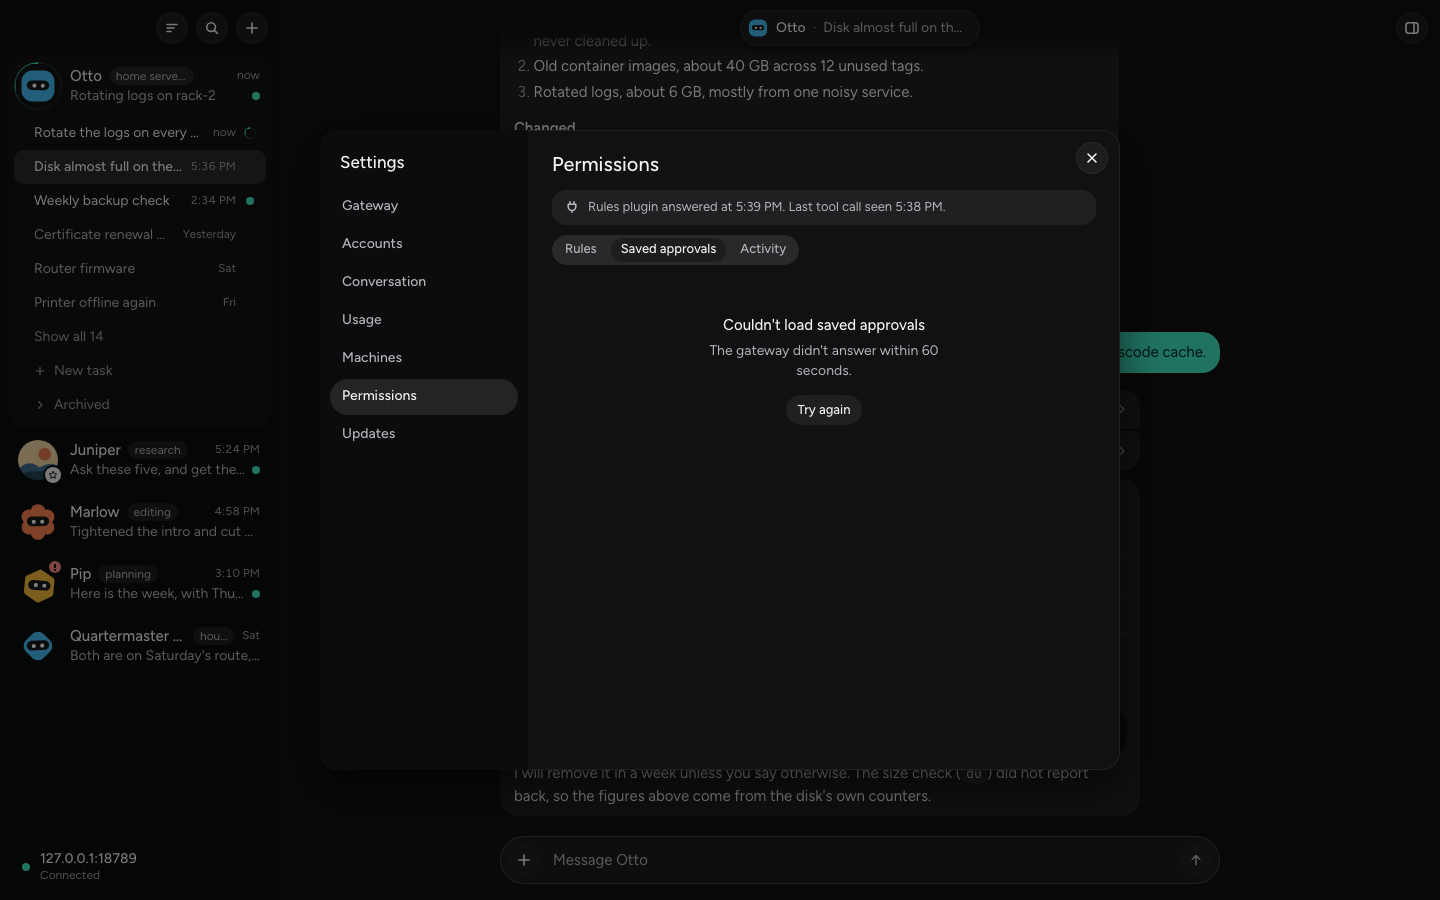 Otto home serve... now
Rotating logs on rack-2
Rotate the logs on every ... now
Disk almost full on the... 5:36 PM
Weekly backup check 2:34 PM
Certificate renewal ... Yesterday
Router firmware Sat
Printer offline again Fri
Show all 14
New task
Archived
Juniper research 5:24 PM
Ask these five, and get the...
Marlow editing 4:58 PM
Tightened the intro and cut ...
Pip planning 3:10 PM
Here is the week, with Thu...
Quartermaster ... hou... Sat
Both are on Saturday's route,...
127.0.0.1:18789
Connected
Otto · Disk almost full on th...
never cleaned up.
2. Old container images, about 40 GB across 12 unused tags.
3. Rotated logs, about 6 GB, mostly from one noisy service.
Changed
scode cache.
Settings
Gateway
Accounts
Conversation
Usage
Machines
Permissions
Updates
Permissions
Rules plugin answered at 5:39 PM. Last tool call seen 5:38 PM.
Rules Saved approvals Activity
Couldn't load saved approvals
The gateway didn't answer within 60
seconds.
Try again
I will remove it in a week unless you say otherwise. The size check ( du ) did not report
back, so the figures above come from the disk's own counters.
Message Otto